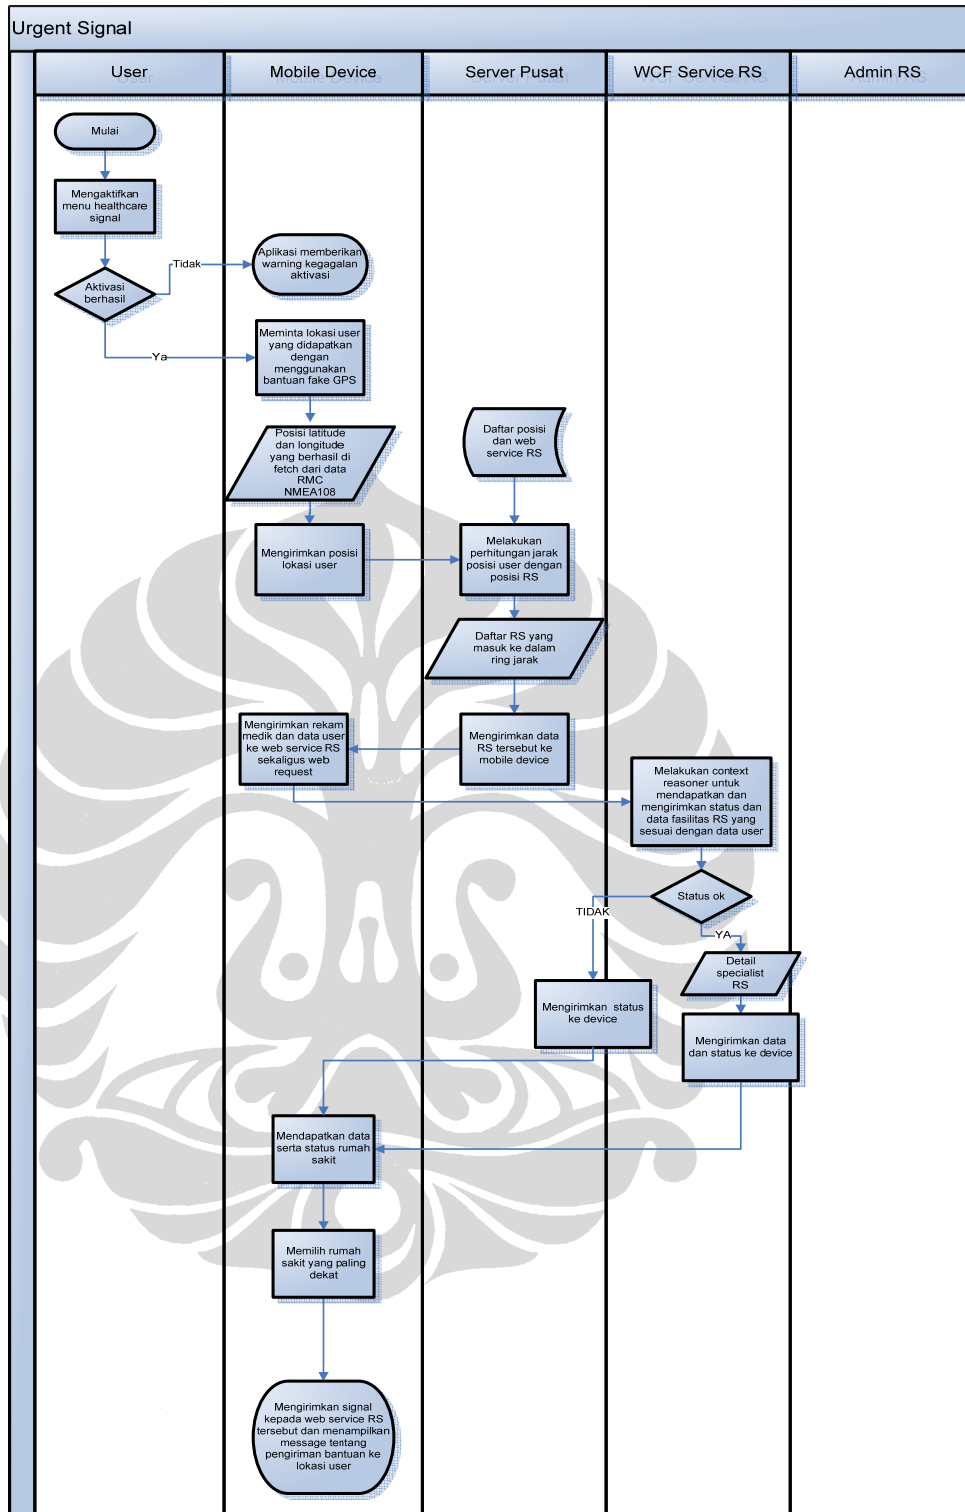 Urgent Signal
User
Mobile Device
Server Pusat
WCF Service RS
Admin RS
Mulai
Mengaktifkan
menu healthcare
signal
Aktivasi
berhasil
Tidak
Aplikasi memberikan
warning kegagalan
aktivasi
Ya
Meminta lokasi user
yang didapatkan
dengan
menggunakan
bantuan fake GPS
Posisi latitude
dan longitude
yang berhasil di
fetch dari data
RMC
NMEA108
Daftar posisi
dan web
service RS
Mengirimkan posisi
lokasi user
Melakukan
perhitungan jarak
posisi user dengan
posisi RS
Daftar RS yang
masuk ke dalam
ring jarak
Mengirimkan data
RS tersebut ke
mobile device
Mengirimkan rekam
medik dan data user
ke web service RS
sekaligus web
request
Melakukan context
reasoner untuk
mendapatkan dan
mengirimkan status dan
data fasilitas RS yang
sesuai dengan data user
Status ok
TIDAK
YA
Detail
specialist
RS
Mengirimkan status
ke device
Mengirimkan data
dan status ke device
Mendapatkan data
serta status rumah
sakit
Memilih rumah
sakit yang paling
dekat
Mengirimkan signal
kepada web service RS
tersebut dan menampilkan
message tentang
pengiriman bantuan ke
lokasi user